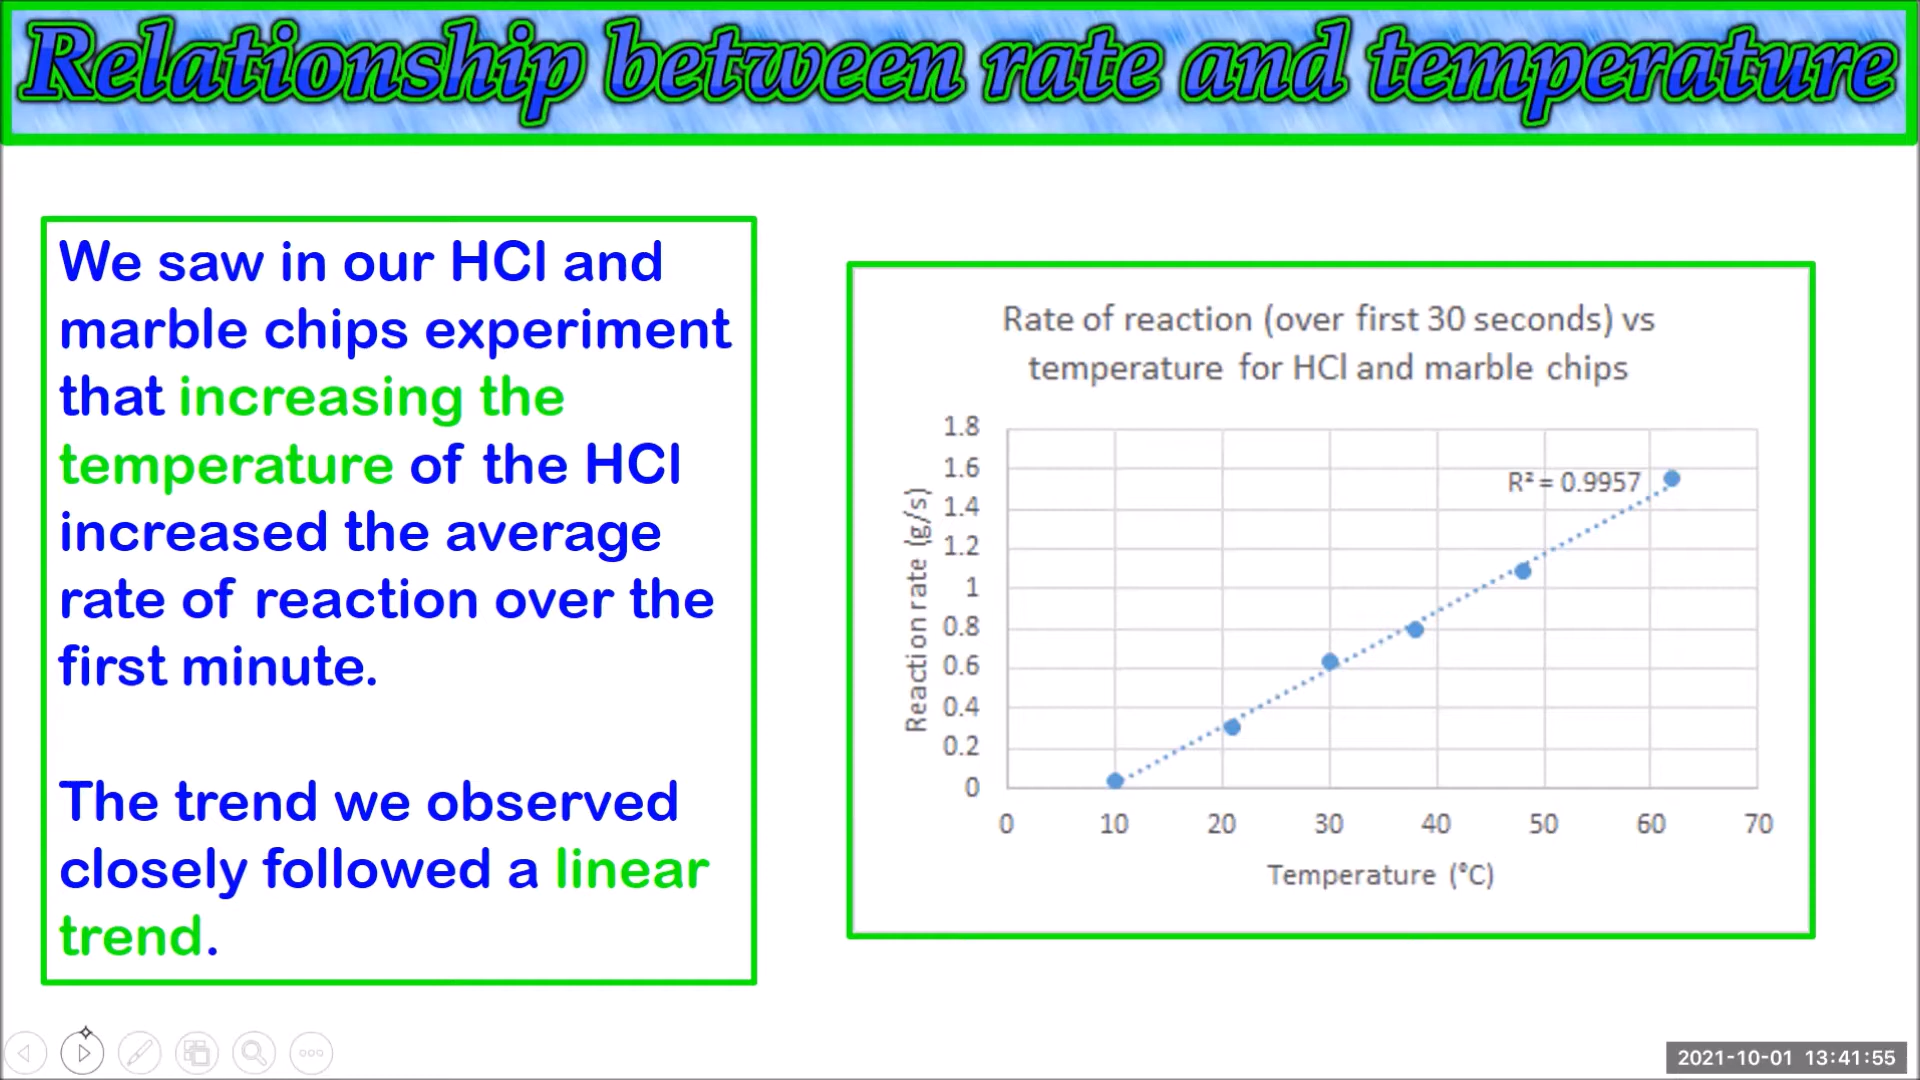 Relationship between rate and temperature
We saw in our HCl and
marble chips experiment
that increasing the
temperature of the HCl
increased the average
rate of reaction over the
first minute.
The trend we observed
closely followed a linear
trend.
Rate of reaction (over first 30 seconds) vs
temperature for HCl and marble chips
Reaction rate (g/s)
1.8
1.6
1.4
1.2
1
0.8
0.6
0.4
0.2
0
R² = 0.9957
0 10 20 30 40 50 60 70
Temperature (°C)
2021-10-01 13:41:55